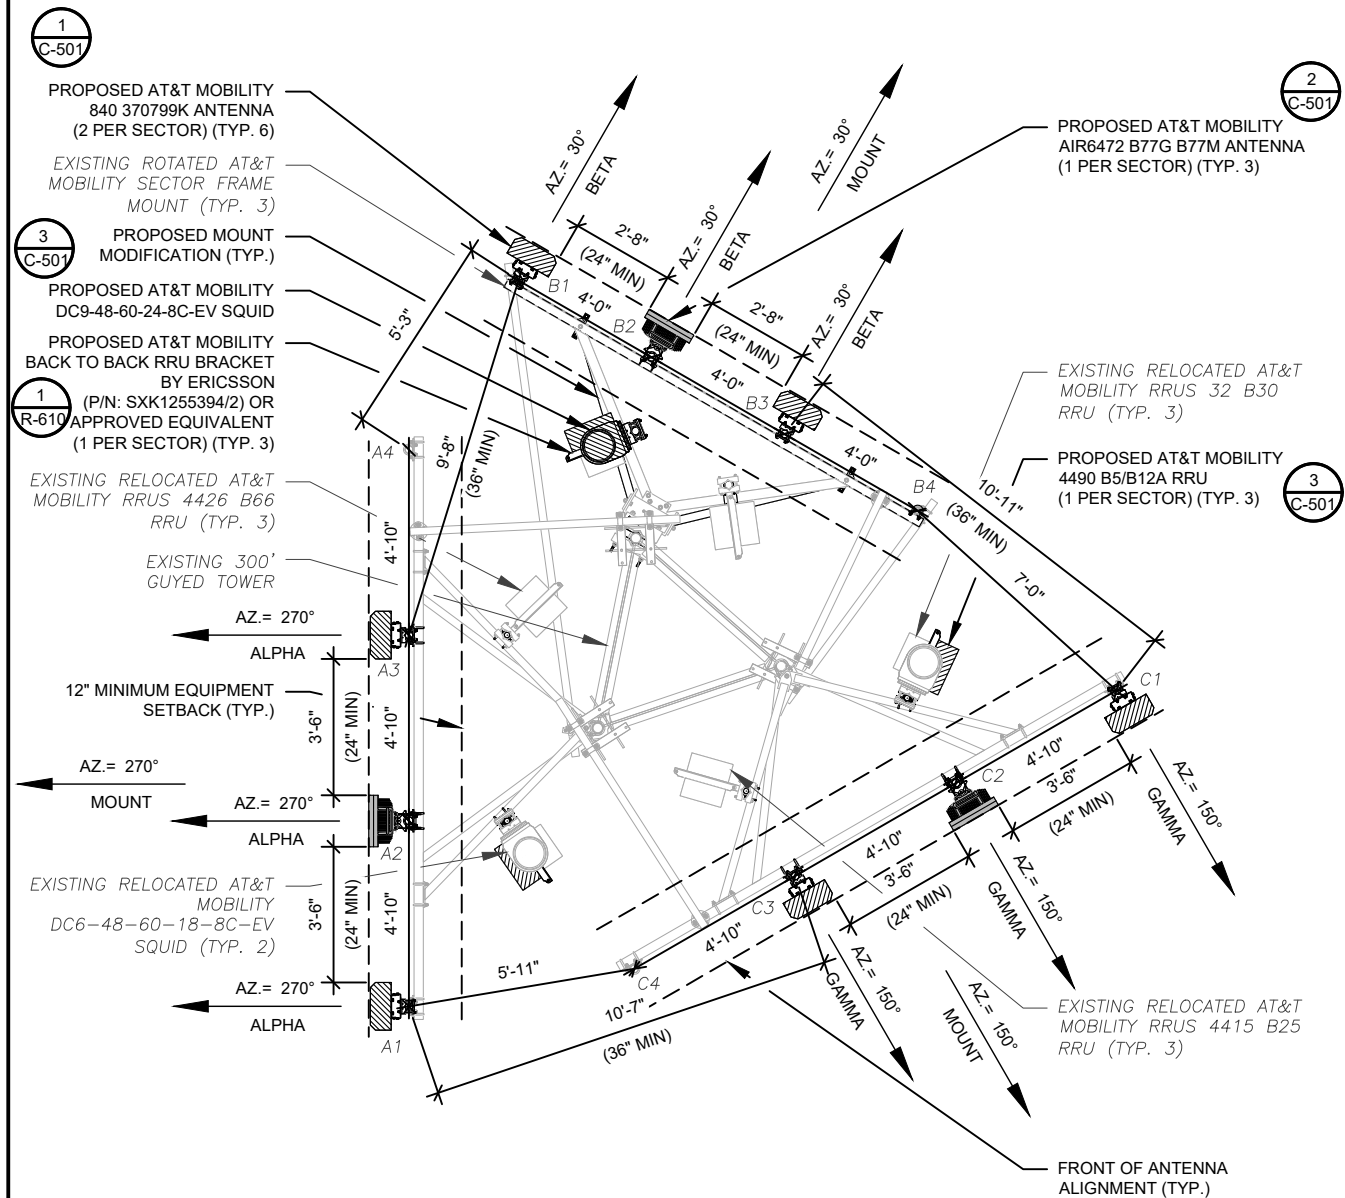 1
C-501
PROPOSED AT&T MOBILITY
840 370799K ANTENNA
(2 PER SECTOR) (TYP. 6)
EXISTING ROTATED AT&T
MOBILITY SECTOR FRAME
MOUNT (TYP. 3)
3
C-501
PROPOSED MOUNT
MODIFICATION (TYP.)
PROPOSED AT&T MOBILITY
DC9-48-60-24-8C-EV SQUID
PROPOSED AT&T MOBILITY
BACK TO BACK RRU BRACKET
BY ERICSSON
(P/N: SXK1255394/2) OR
APPROVED EQUIVALENT
(1 PER SECTOR) (TYP. 3)
1
R-610
EXISTING RELOCATED AT&T
MOBILITY RRUS 4426 B66
RRU (TYP. 3)
EXISTING 300'
GUYED TOWER
AZ.= 270°
ALPHA
12" MINIMUM EQUIPMENT
SETBACK (TYP.)
AZ.= 270°
MOUNT
AZ.= 270°
ALPHA
EXISTING RELOCATED AT&T
MOBILITY
DC6-48-60-18-8C-EV
SQUID (TYP. 2)
AZ.= 270°
ALPHA
A4
A3
A2
A1
4'-10"
4'-10"
4'-10"
3'-6"
(24" MIN)
3'-6"
(24" MIN)
5'-3"
9'-8"
(36" MIN)
AZ.= 30°
BETA
AZ.= 30°
BETA
AZ.= 30°
MOUNT
AZ.= 30°
BETA
2'-8"
(24" MIN)
2'-8"
(24" MIN)
B1
B2
B3
B4
4'-0"
4'-0"
4'-0"
10'-11"
(36" MIN)
7'-0"
2
C-501
PROPOSED AT&T MOBILITY
AIR6472 B77G B77M ANTENNA
(1 PER SECTOR) (TYP. 3)
EXISTING RELOCATED AT&T
MOBILITY RRUS 32 B30
RRU (TYP. 3)
PROPOSED AT&T MOBILITY
4490 B5/B12A RRU
(1 PER SECTOR) (TYP. 3)
3
C-501
C1
C2
C3
C4
4'-10"
3'-6"
(24" MIN)
4'-10"
3'-6"
(24" MIN)
4'-10"
AZ.= 150°
GAMMA
AZ.= 150°
GAMMA
AZ.= 150°
GAMMA
AZ.= 150°
MOUNT
5'-11"
10'-7"
(36" MIN)
EXISTING RELOCATED AT&T
MOBILITY RRUS 4415 B25
RRU (TYP. 3)
FRONT OF ANTENNA
ALIGNMENT (TYP.)